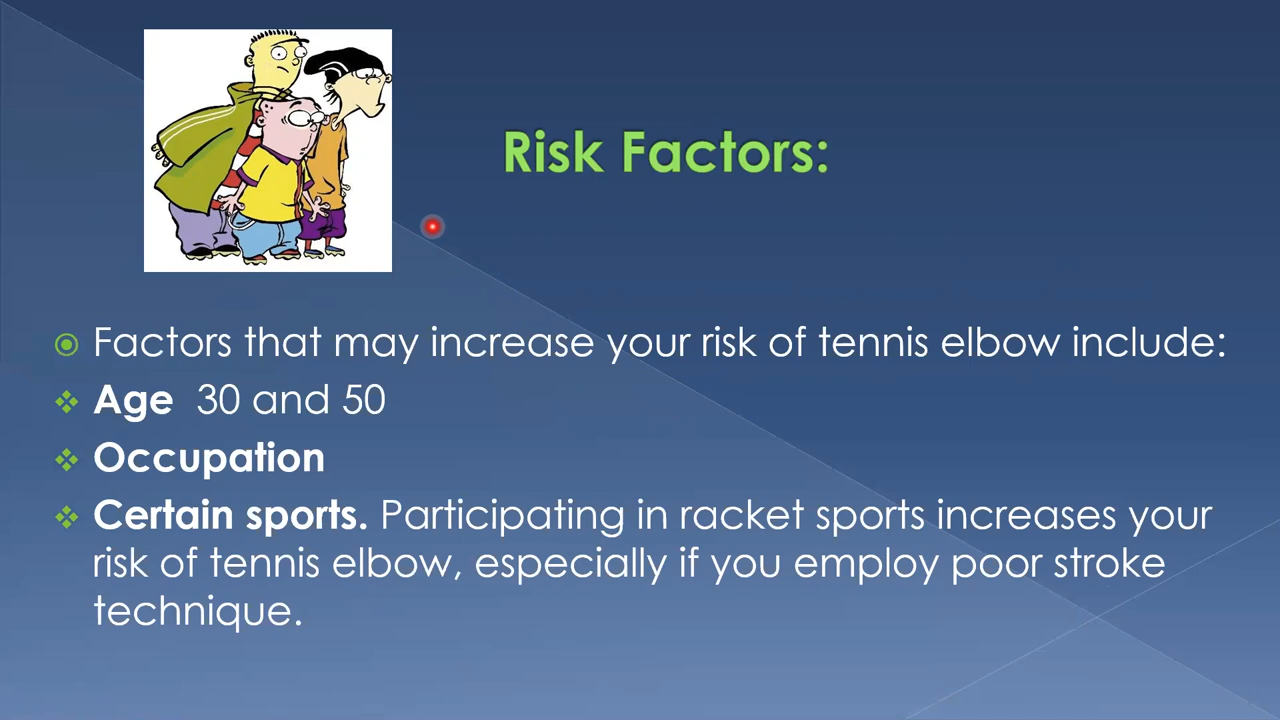 Risk Factors:
Factors that may increase your risk of tennis elbow include:
Age 30 and 50
Occupation
Certain sports. Participating in racket sports increases your
risk of tennis elbow, especially if you employ poor stroke
technique.